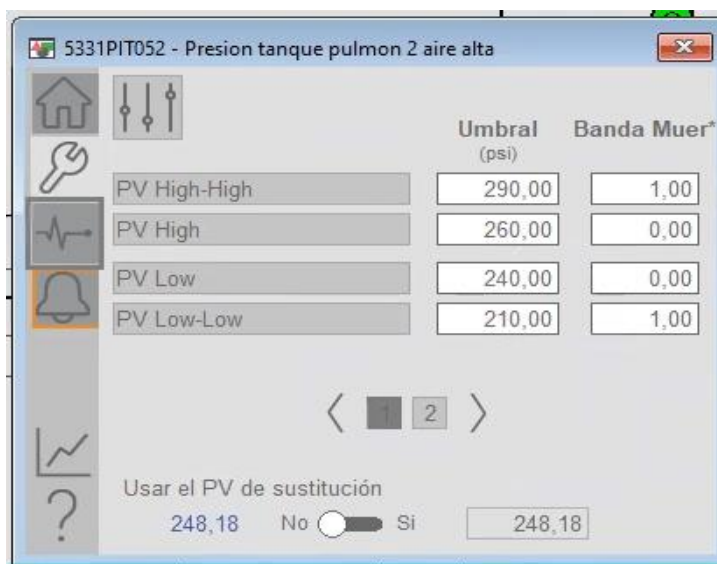 5331PIT052 - Presion tanque pulmon 2 aire alta
Umbral Banda Muer*
(psi)
PV High-High 290,00 1,00
PV High 260,00 0,00
PV Low 240,00 0,00
PV Low-Low 210,00 1,00
1 2
Usar el PV de sustitución
248,18 No Si 248,18
?